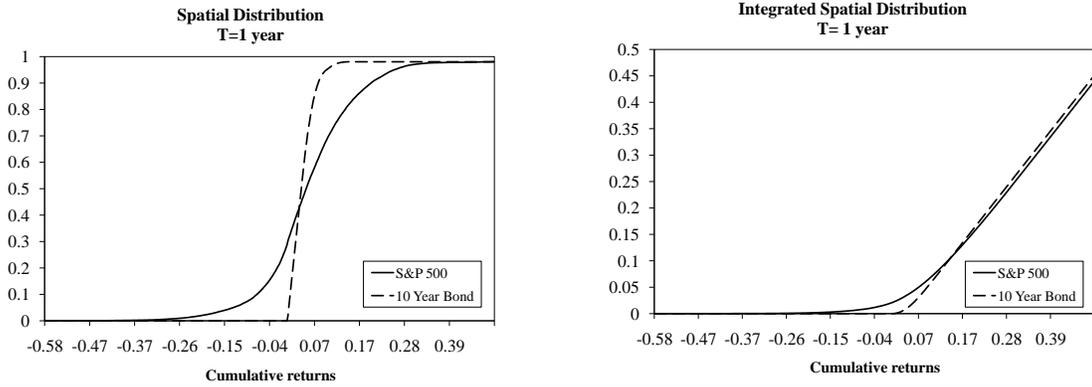 Spatial Distribution
T=1 year
1
0.9
0.8
0.7
0.6
0.5
0.4
0.3
0.2
0.1
0
S&P 500
10 Year Bond
-0.58 -0.47 -0.37 -0.26 -0.15 -0.04 0.07 0.17 0.28 0.39
Cumulative returns
Integrated Spatial Distribution
T= 1 year
0.5
0.45
0.4
0.35
0.3
0.25
0.2
0.15
0.1
0.05
0
S&P 500
10 Year Bond
-0.58 -0.47 -0.37 -0.26 -0.15 -0.04 0.07 0.17 0.28 0.39
Cumulative returns